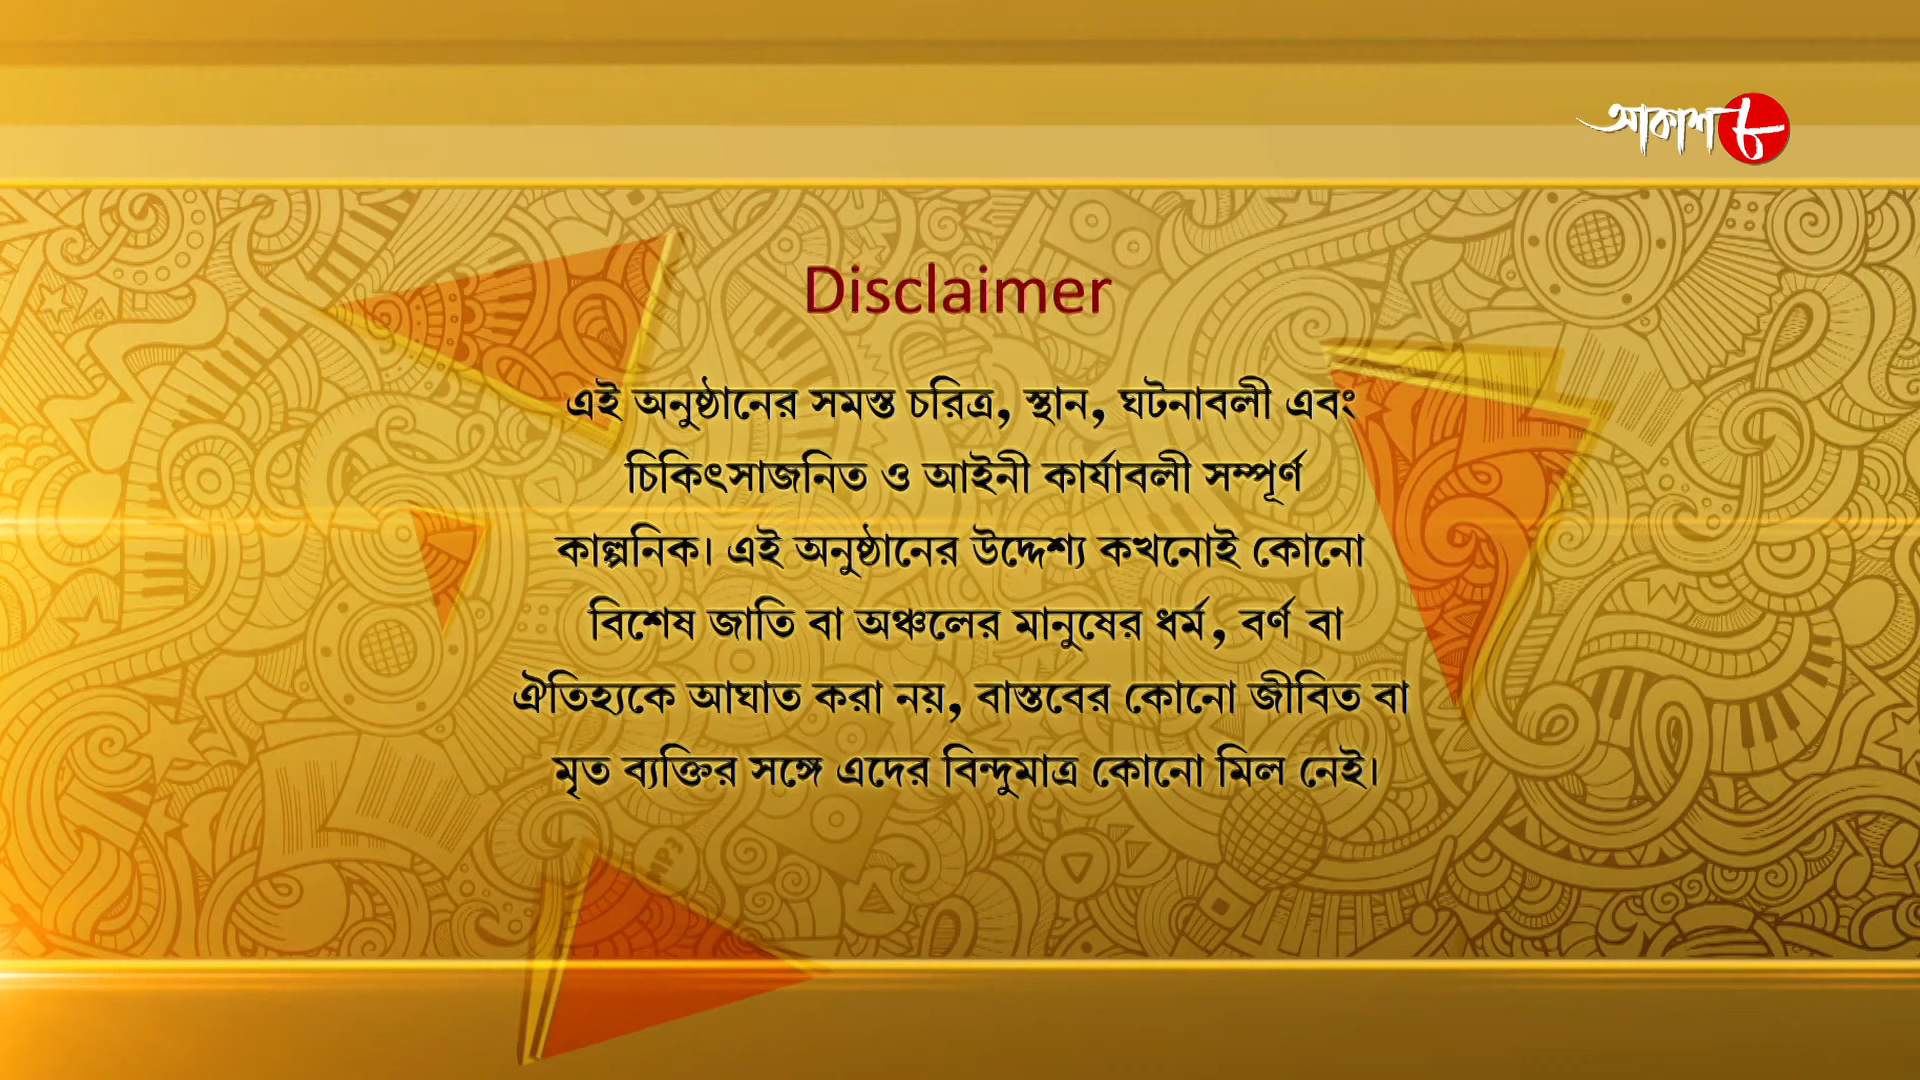 আকাশ ৮
Disclaimer
এই অনুষ্ঠানের সমস্ত চরিত্র, স্থান, ঘটনাবলী এবং
চিকিৎসাজনিত ও আইনী কার্যাবলী সম্পূর্ণ
কাল্পনিক। এই অনুষ্ঠানের উদ্দেশ্য কখনোই কোনো
বিশেষ জাতি বা অঞ্চলের মানুষের ধর্ম, বর্ণ বা
ঐতিহ্যকে আঘাত করা নয়, বাস্তবের কোনো জীবিত বা
মৃত ব্যক্তির সঙ্গে এদের বিন্দুমাত্র কোনো মিল নেই।
MP3